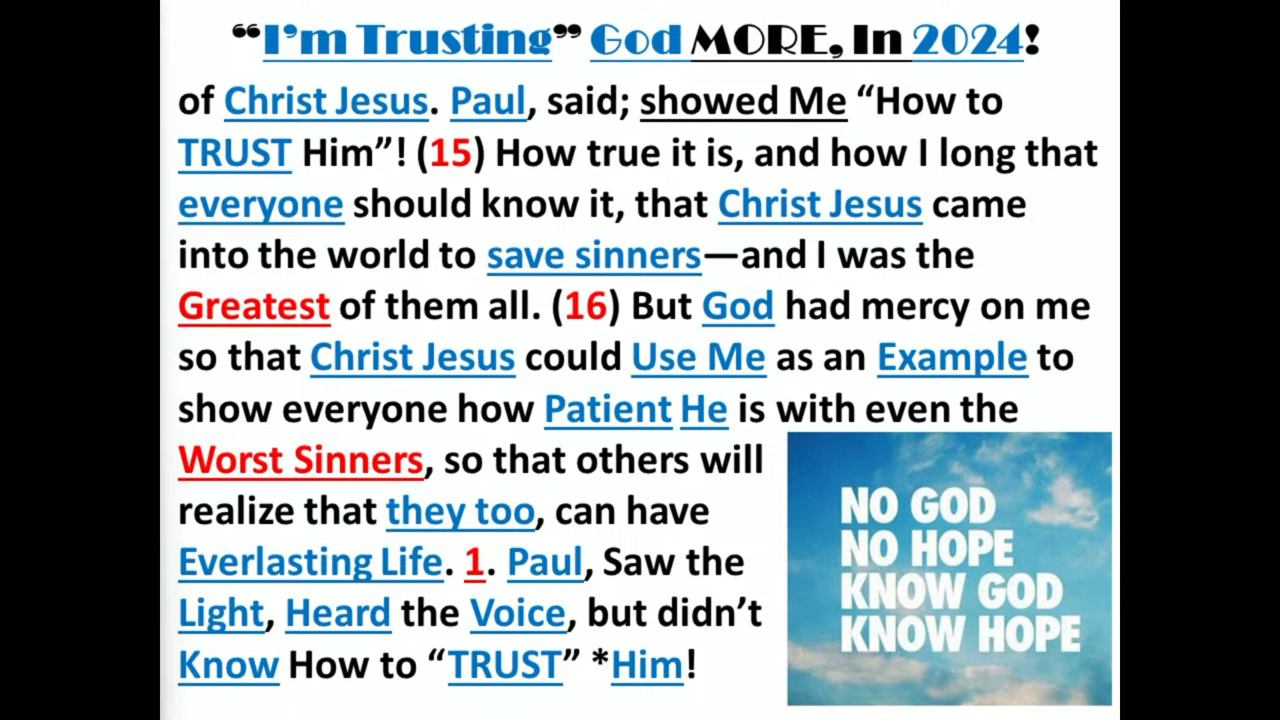 “I’m Trusting” God MORE, In 2024!
of Christ Jesus. Paul, said; showed Me “How to
TRUST Him”! (15) How true it is, and how I long that
everyone should know it, that Christ Jesus came
into the world to save sinners—and I was the
Greatest of them all. (16) But God had mercy on me
so that Christ Jesus could Use Me as an Example to
show everyone how Patient He is with even the
Worst Sinners, so that others will
realize that they too, can have
Everlasting Life. 1. Paul, Saw the
Light, Heard the Voice, but didn’t
Know How to “TRUST” *Him!
NO GOD
NO HOPE
KNOW GOD
KNOW HOPE